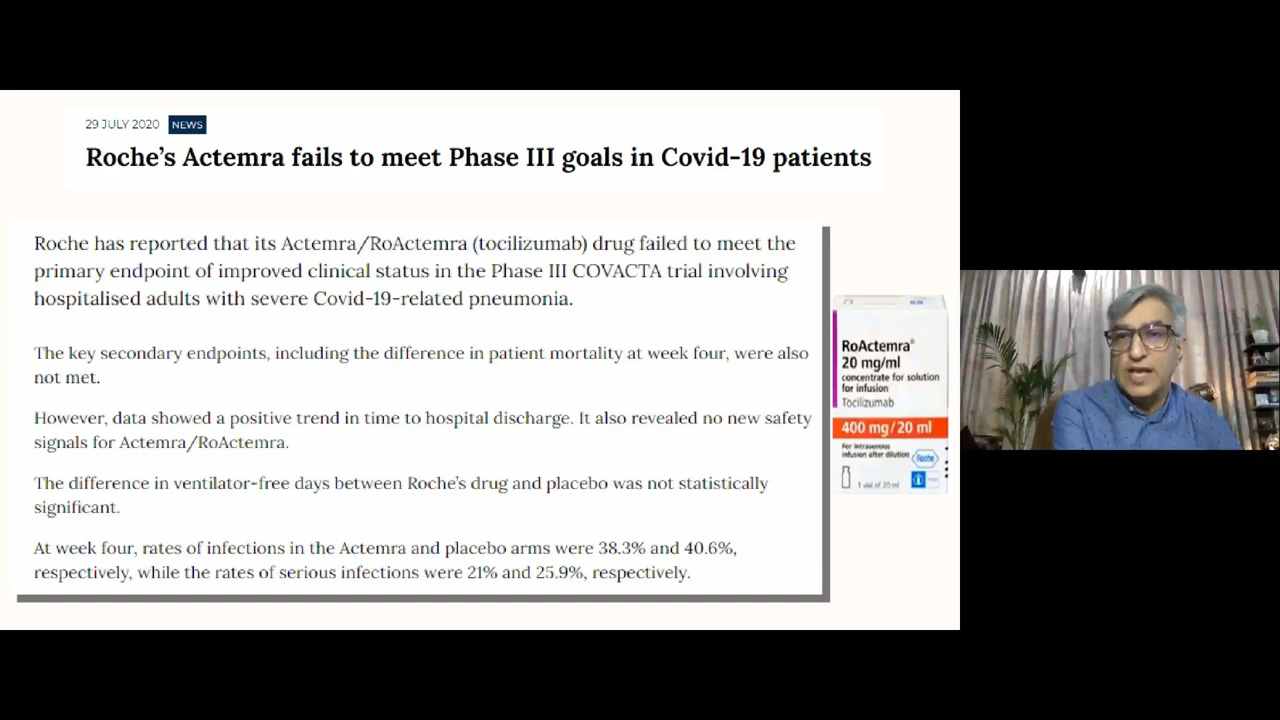 29 JULY 2020 NEWS
Roche's Actemra fails to meet Phase III goals in Covid-19 patients
Roche has reported that its Actemra/RoActemra (tocilizumab) drug failed to meet the
primary endpoint of improved clinical status in the Phase III COVACTA trial involving
hospitalised adults with severe Covid-19-related pneumonia.
The key secondary endpoints, including the difference in patient mortality at week four, were also
not met.
However, data showed a positive trend in time to hospital discharge. It also revealed no new safety
signals for Actemra/RoActemra.
The difference in ventilator-free days between Roche's drug and placebo was not statistically
significant.
At week four, rates of infections in the Actemra and placebo arms were 38.3% and 40.6%,
respectively, while the rates of serious infections were 21% and 25.9%, respectively.
RoActemra®
20 mg/ml
concentrate for solution
for infusion
Tocilizumab
400 mg/20 ml
For intravenous
infusion after dilution
Roche
1 vial of 20 ml